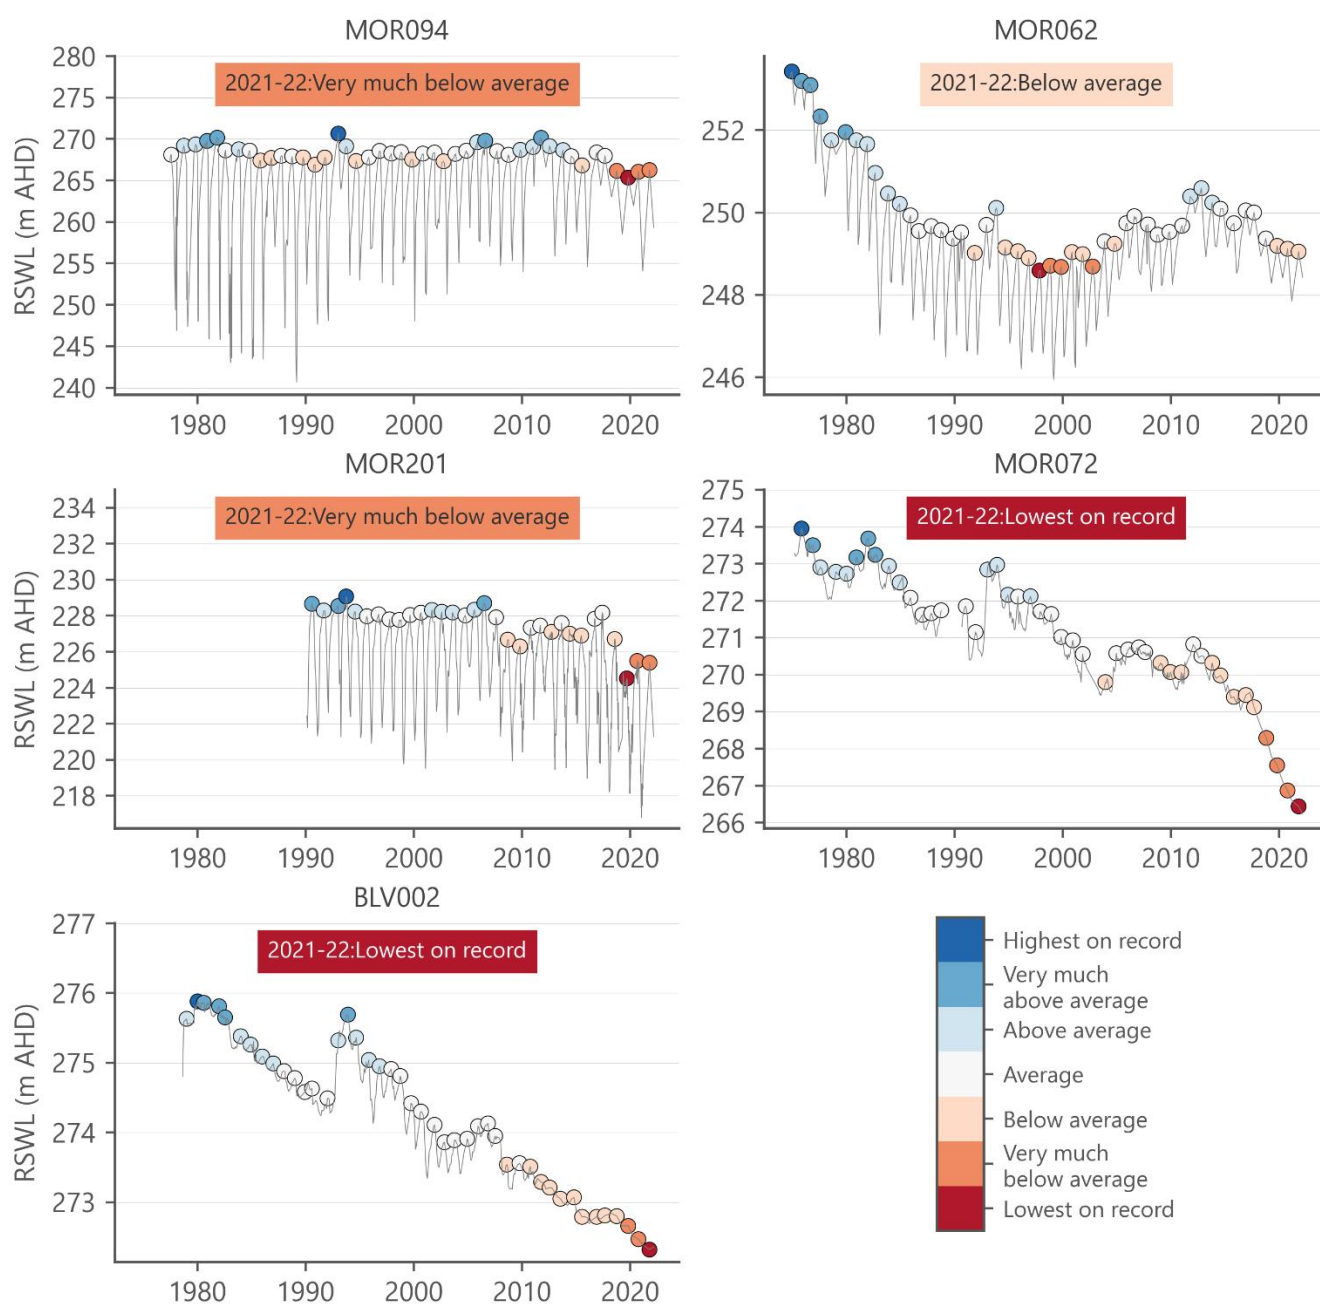 MOR094
280
275
270
265
260
255
250
245
240
RSWL (m AHD)
2021-22:Very much below average
1980 1990 2000 2010 2020
MOR062
252
250
248
246
2021-22:Below average
1980 1990 2000 2010 2020
MOR201
234
232
230
228
226
224
222
220
218
RSWL (m AHD)
2021-22:Very much below average
1980 1990 2000 2010 2020
MOR072
275
274
273
272
271
270
269
268
267
266
2021-22:Lowest on record
1980 1990 2000 2010 2020
BLV002
277
276
275
274
273
RSWL (m AHD)
2021-22:Lowest on record
1980 1990 2000 2010 2020
Highest on record
Very much
above average
Above average
Average
Below average
Very much
below average
Lowest on record